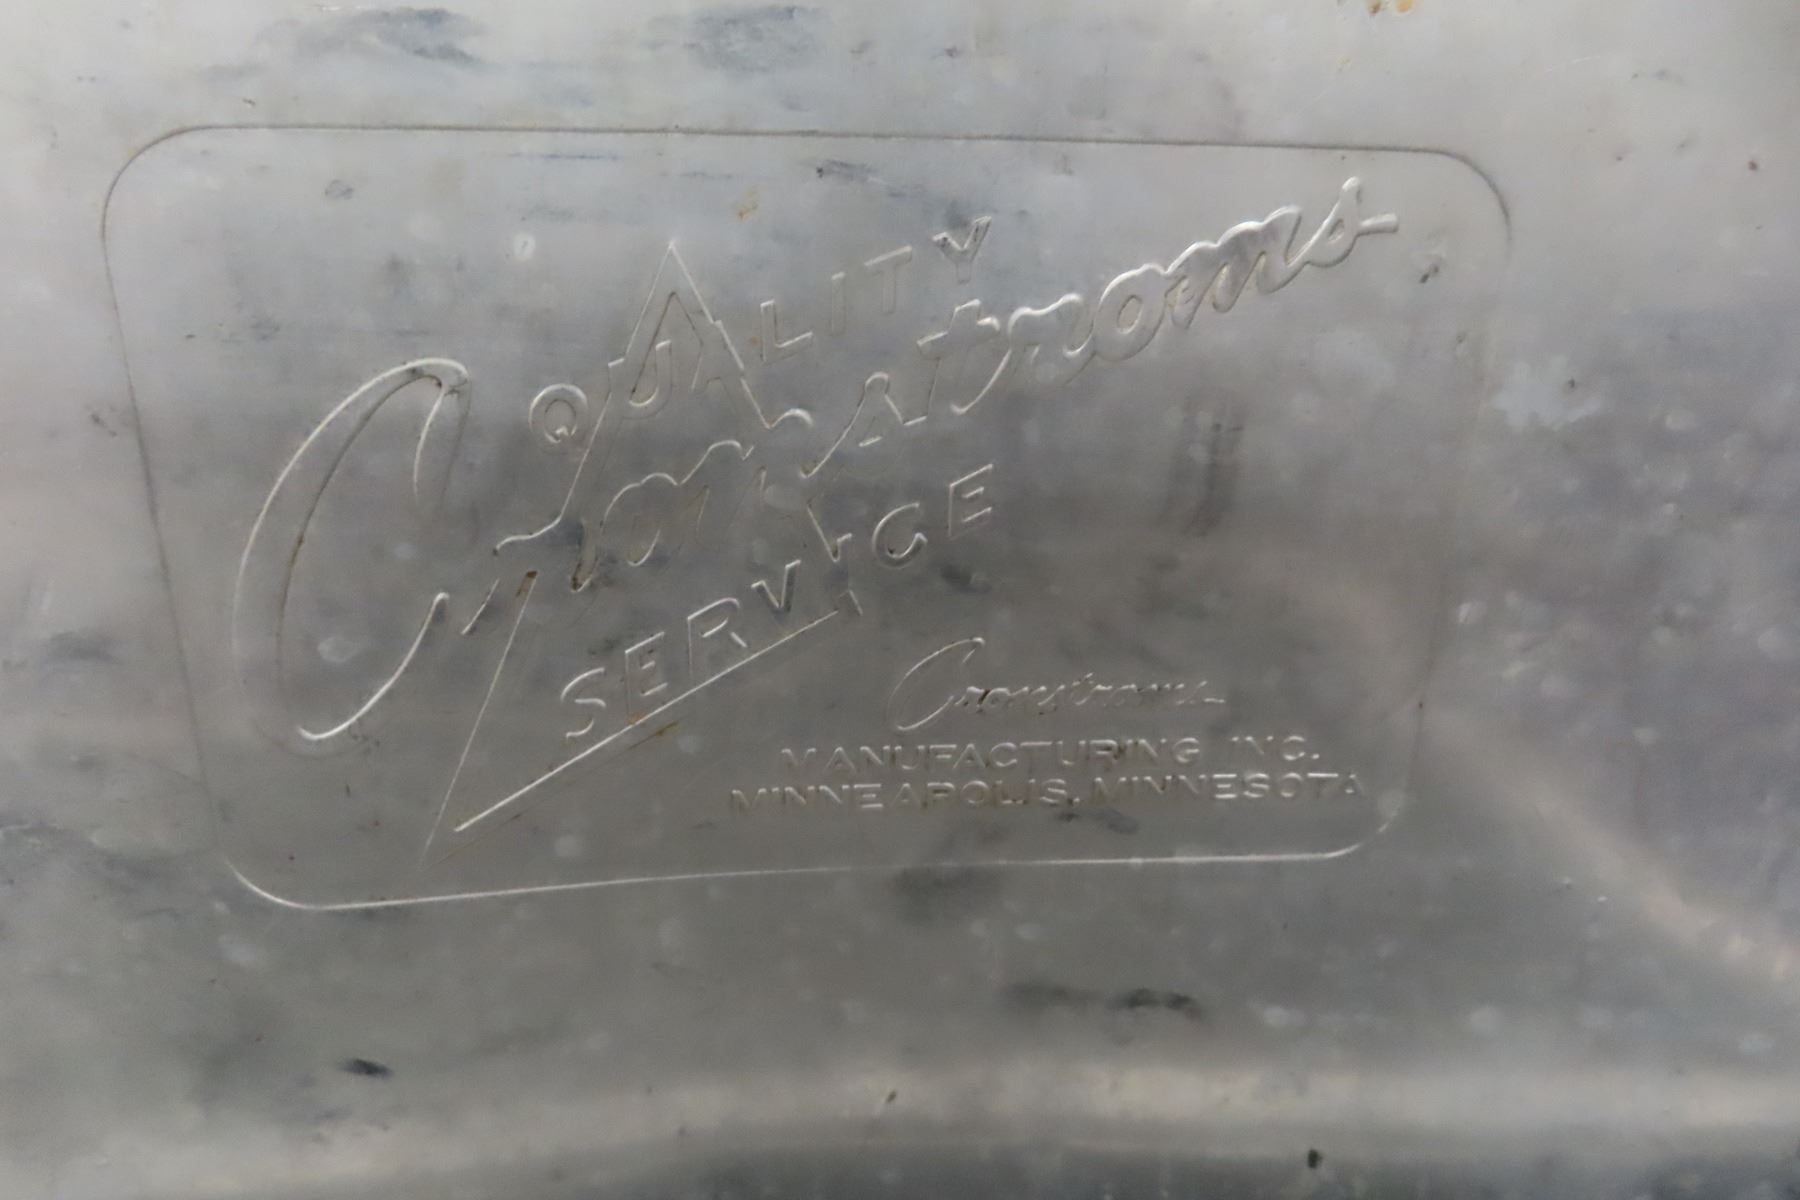 QUALITY
Cronstroms
SERVICE
Cronstroms
MANUFACTURING INC.
MINNEAPOLIS, MINNESOTA